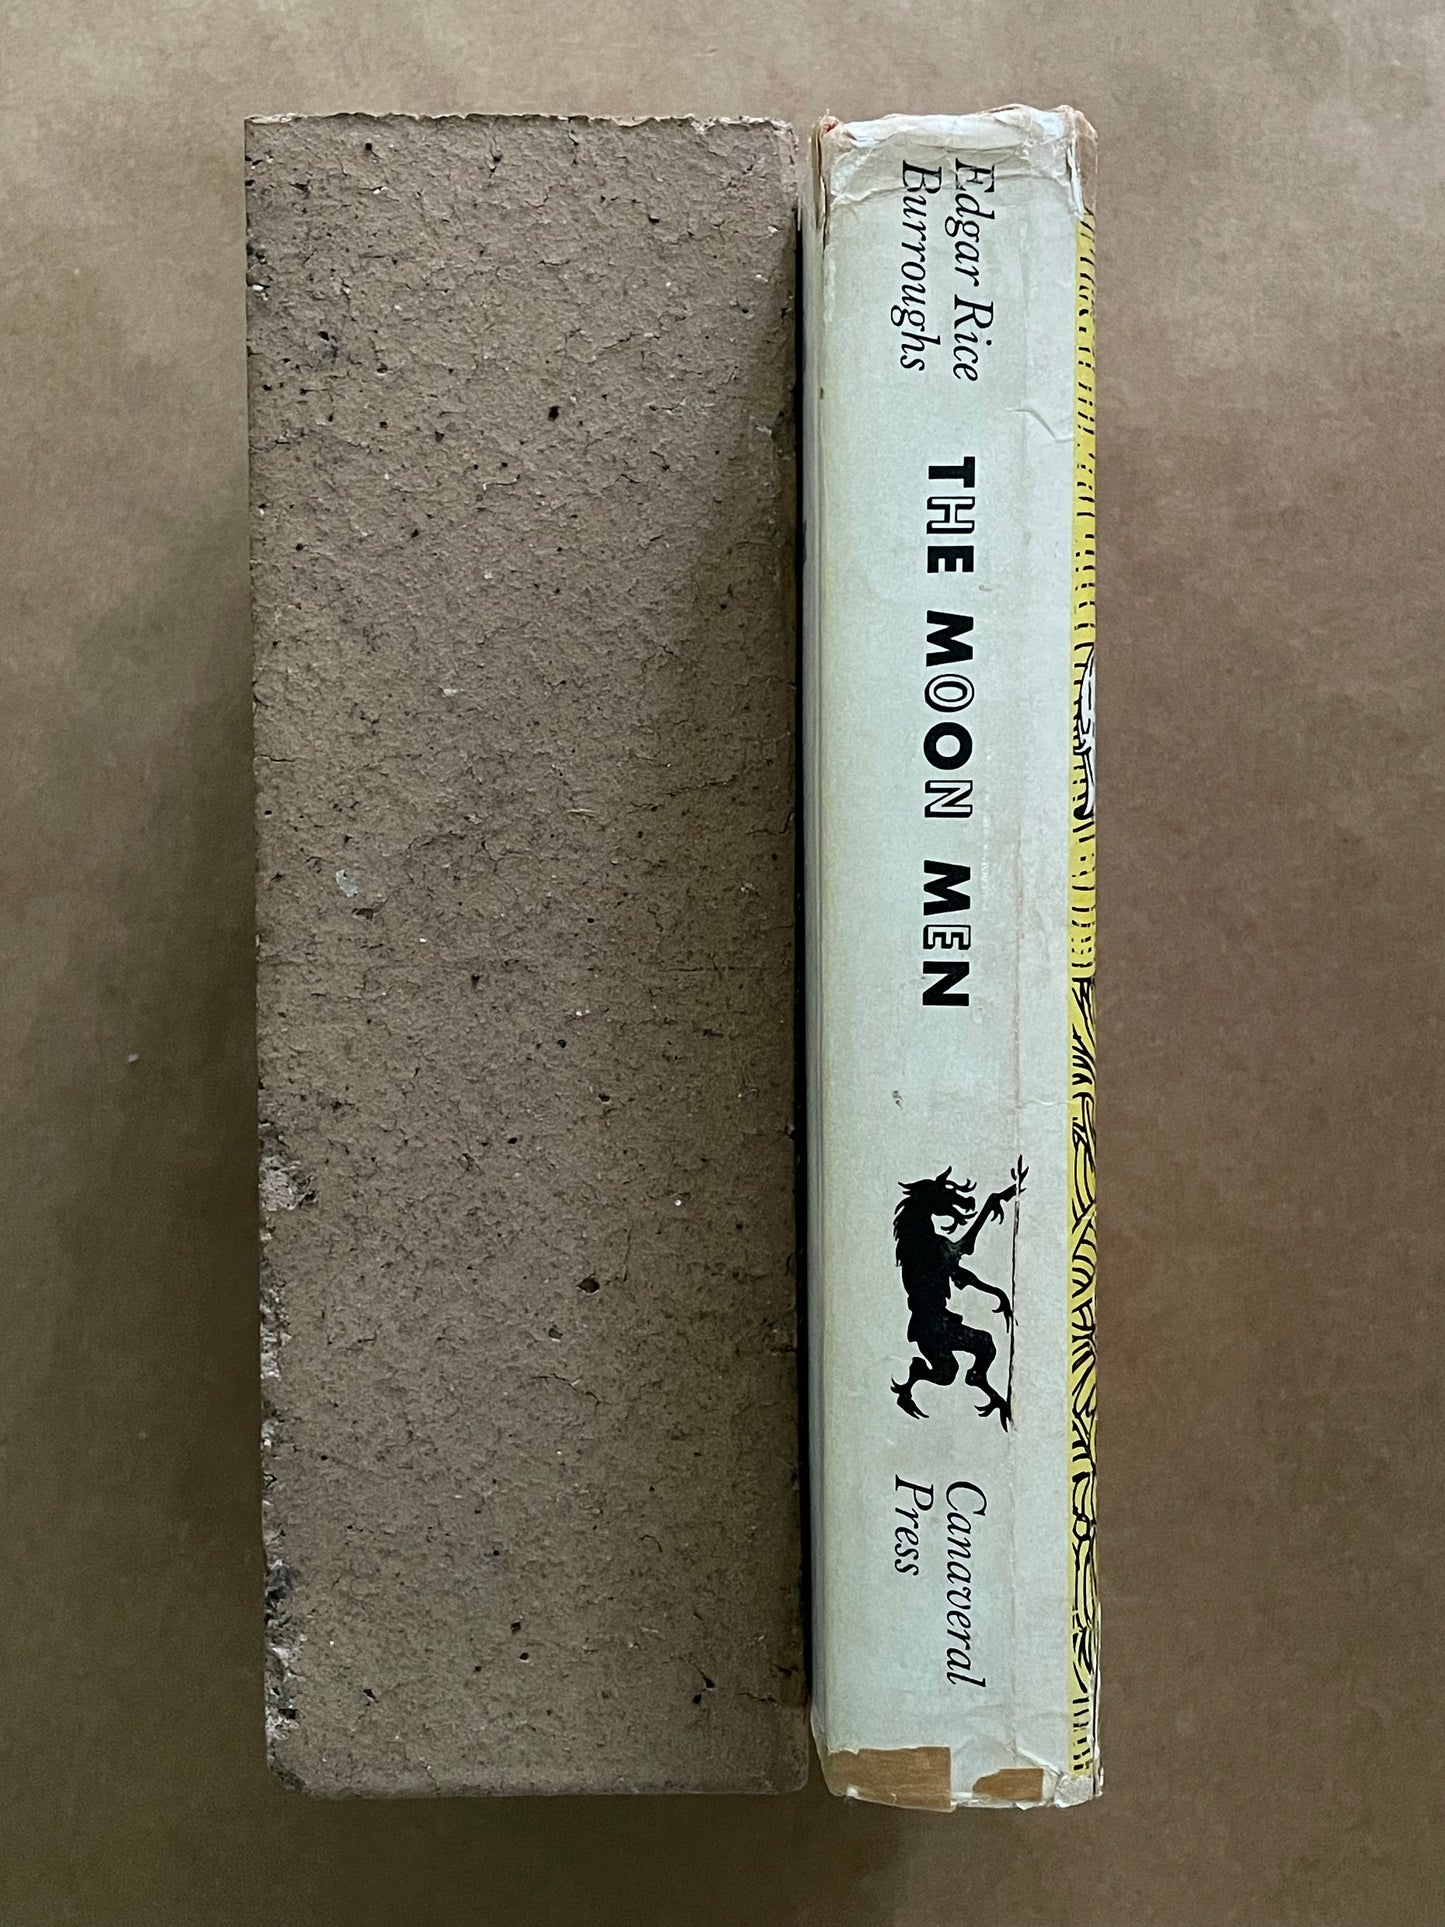 Edgar Rice
Burroughs
THE MOON MEN
Canaveral
Press